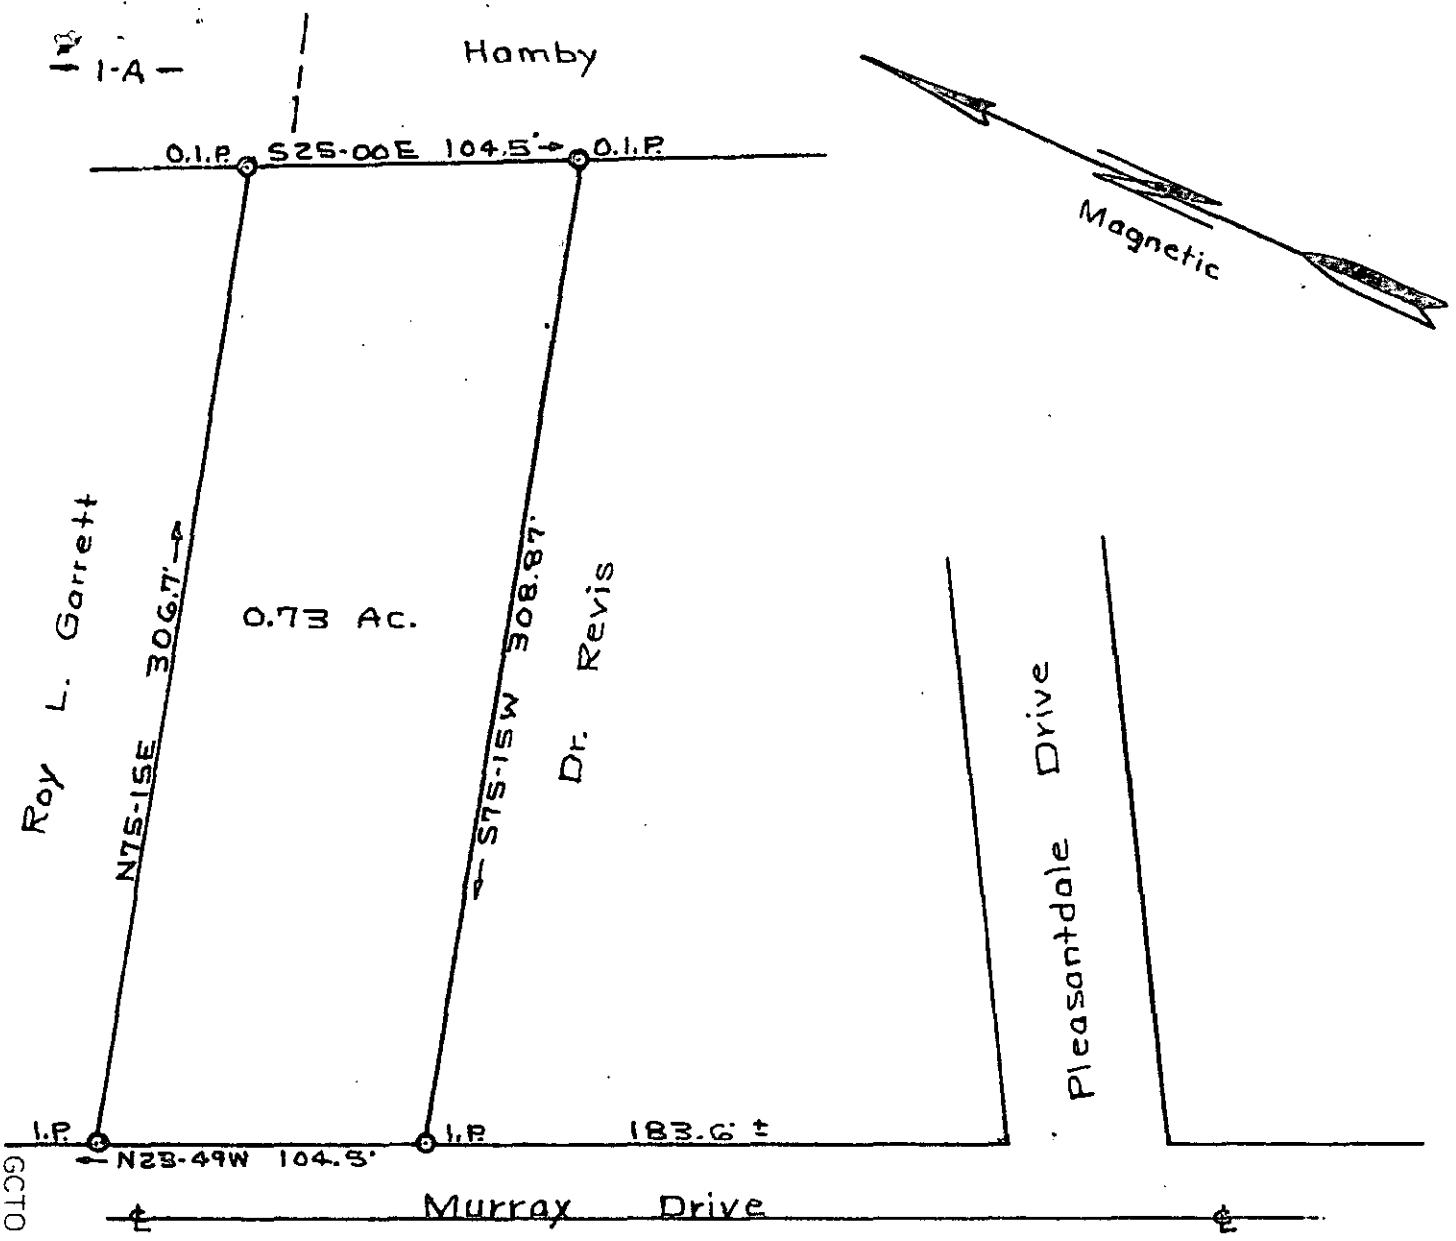 1-A
Hamby
O.I.P. S25-00E 104.5' O.I.P.
Magnetic
Roy L. Garrett
N75-15E 306.7'
0.73 Ac.
S75-15W 308.87'
Dr. Revis
Pleasantdale Drive
I.P. I.P. 183.6' ±
N23-49W 104.5'
Murray Drive
GCTO